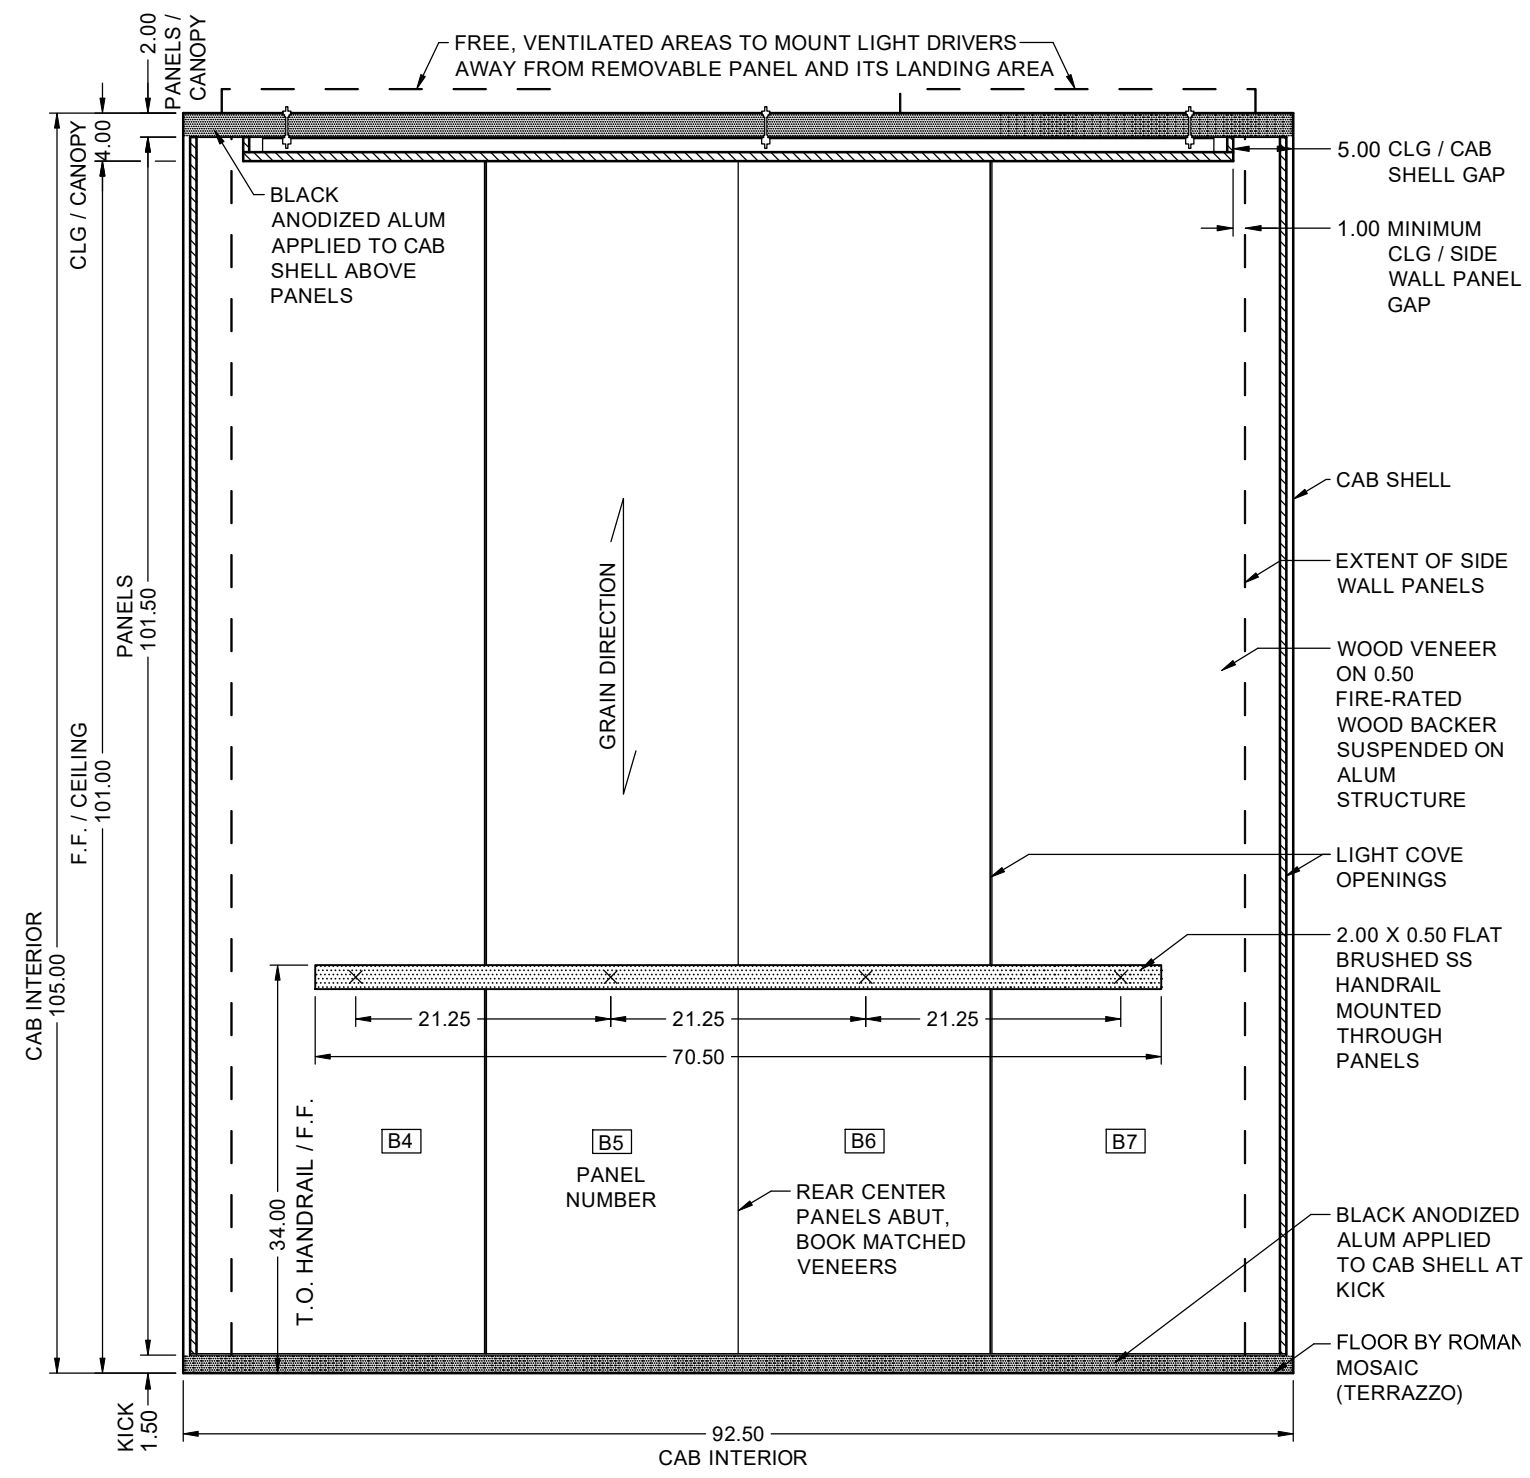 2.00
PANELS /
CANOPY
FREE, VENTILATED AREAS TO MOUNT LIGHT DRIVERS
AWAY FROM REMOVABLE PANEL AND ITS LANDING AREA
CLG / CANOPY
4.00
BLACK
ANODIZED ALUM
APPLIED TO CAB
SHELL ABOVE
PANELS
5.00 CLG / CAB
SHELL GAP
1.00 MINIMUM
CLG / SIDE
WALL PANEL
GAP
CAB SHELL
EXTENT OF SIDE
WALL PANELS
GRAIN DIRECTION
PANELS
101.50
WOOD VENEER
ON 0.50
FIRE-RATED
WOOD BACKER
SUSPENDED ON
ALUM
STRUCTURE
F.F. / CEILING
101.00
LIGHT COVE
OPENINGS
CAB INTERIOR
105.00
2.00 X 0.50 FLAT
BRUSHED SS
HANDRAIL
MOUNTED
THROUGH
PANELS
21.25
21.25
21.25
70.50
34.00
T.O. HANDRAIL / F.F.
B4
B5
B6
B7
PANEL
NUMBER
REAR CENTER
PANELS ABUT,
BOOK MATCHED
VENEERS
BLACK ANODIZED
ALUM APPLIED
TO CAB SHELL AT
KICK
FLOOR BY ROMAN
MOSAIC
(TERRAZZO)
KICK
1.50
92.50
CAB INTERIOR